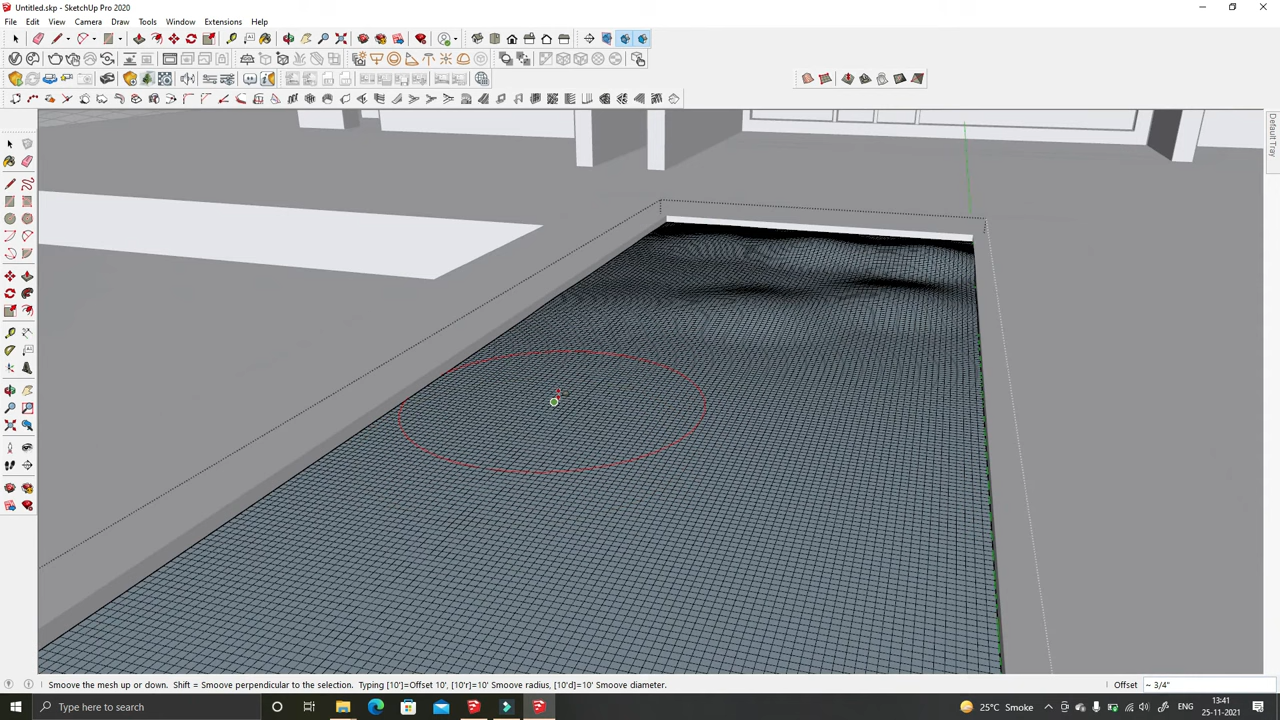 Untitled.skp - SketchUp Pro 2020
File Edit View Camera Draw Tools Window Extensions Help
Default Tray
Smoove the mesh up or down. Shift = Smoove perpendicular to the selection. Typing [10']=Offset 10', [10'r]=10' Smoove radius, [10'd]=10' Smoove diameter.
Offset ~ 3/4"
Type here to search
25°C Smoke
ENG
13:41
25-11-2021